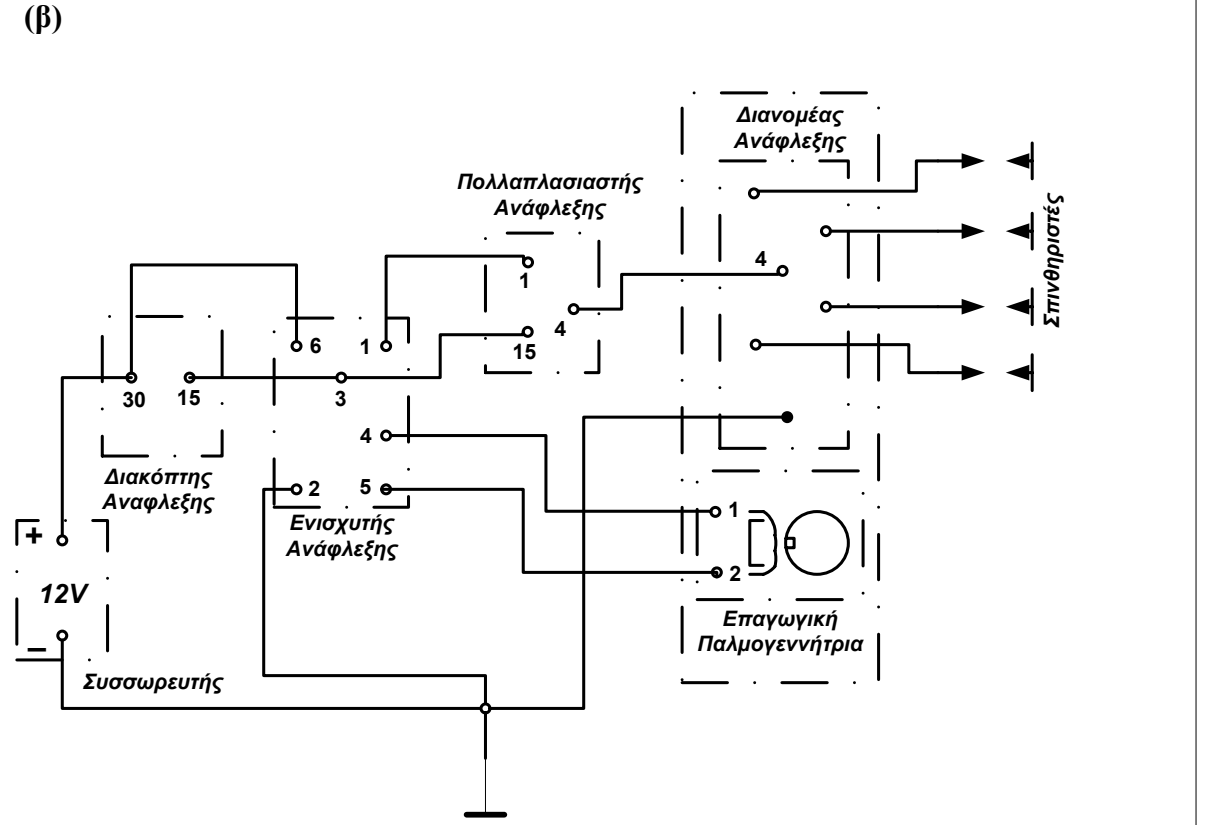 (β)
Διανομέας
Ανάφλεξης
Πολλαπλασιαστής
Ανάφλεξης
Σπινθηριστές
4
1
4
15
6
1
30
15
3
4
2
5
Διακόπτης
Αναφλεξης
Ενισχυτής
Ανάφλεξης
1
2
+
12V
–
Επαγωγική
Παλμογεννήτρια
Συσσωρευτής